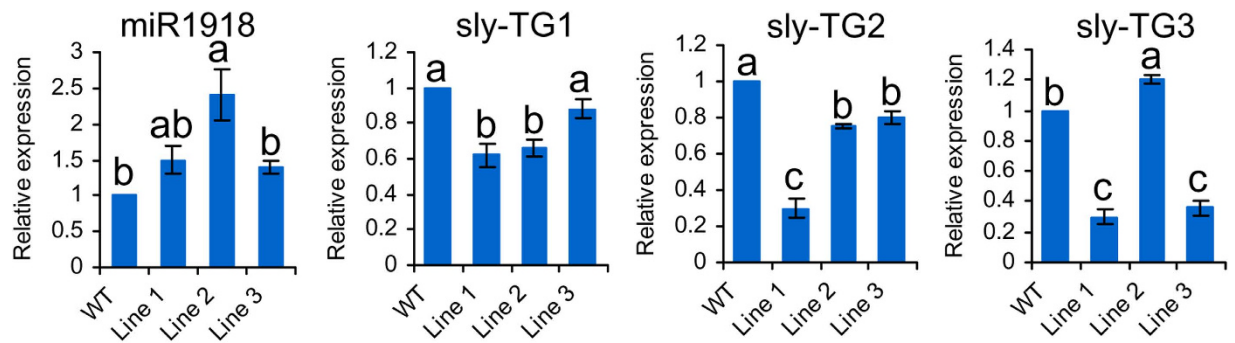 miR1918
Relative expression
3
2.5
2
1.5
1
0.5
0
b
ab
a
b
WT
Line 1
Line 2
Line 3
sly-TG1
Relative expression
1.2
1
0.8
0.6
0.4
0.2
0
a
b
b
a
WT
Line 1
Line 2
Line 3
sly-TG2
Relative expression
1.2
1
0.8
0.6
0.4
0.2
0
a
c
b
b
WT
Line 1
Line 2
Line 3
sly-TG3
Relative expression
1.4
1.2
1
0.8
0.6
0.4
0.2
0
b
c
a
c
WT
Line 1
Line 2
Line 3